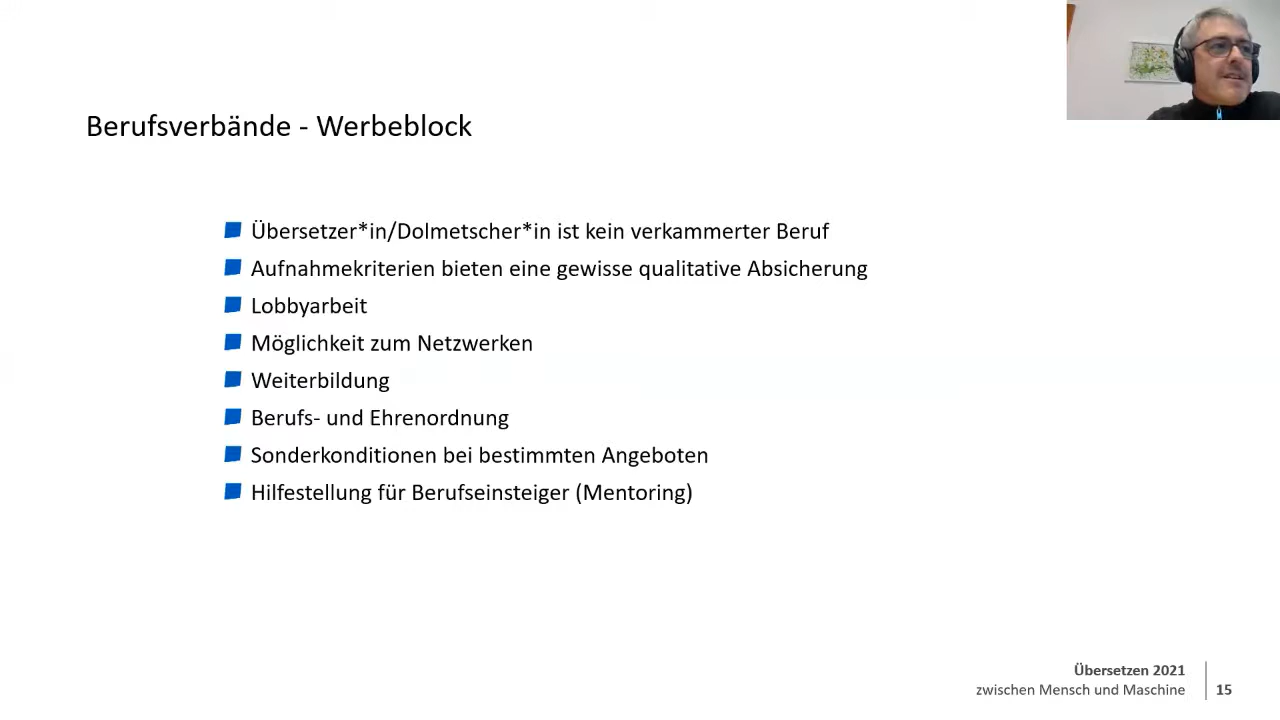 Berufsverbände - Werbeblock
Übersetzer*in/Dolmetscher*in ist kein verkammerter Beruf
Aufnahmekriterien bieten eine gewisse qualitative Absicherung
Lobbyarbeit
Möglichkeit zum Netzwerken
Weiterbildung
Berufs- und Ehrenordnung
Sonderkonditionen bei bestimmten Angeboten
Hilfestellung für Berufseinsteiger (Mentoring)
Übersetzen 2021
zwischen Mensch und Maschine
15